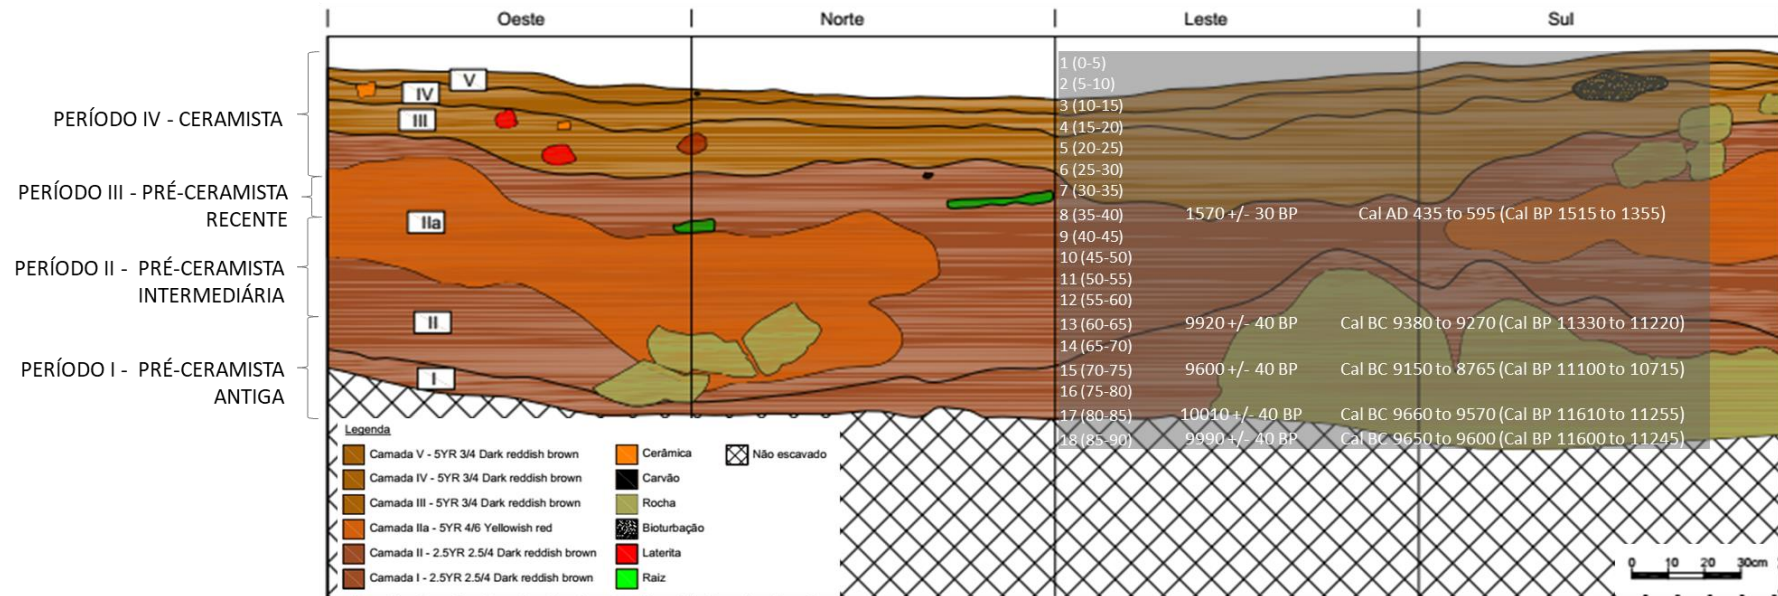 Oeste
Norte
Leste
Sul
PERÍODO IV - CERAMISTA
PERÍODO III - PRÉ-CERAMISTA
RECENTE
PERÍODO II - PRÉ-CERAMISTA
INTERMEDIÁRIA
PERÍODO I - PRÉ-CERAMISTA
ANTIGA
V
IV
III
IIa
II
I
1 (0-5)
2 (5-10)
3 (10-15)
4 (15-20)
5 (20-25)
6 (25-30)
7 (30-35)
8 (35-40) 1570 +/- 30 BP Cal AD 435 to 595 (Cal BP 1515 to 1355)
9 (40-45)
10 (45-50)
11 (50-55)
12 (55-60)
13 (60-65) 9920 +/- 40 BP Cal BC 9380 to 9270 (Cal BP 11330 to 11220)
14 (65-70)
15 (70-75) 9600 +/- 40 BP Cal BC 9150 to 8765 (Cal BP 11100 to 10715)
16 (75-80)
17 (80-85) 10010 +/- 40 BP Cal BC 9660 to 9570 (Cal BP 11610 to 11255)
18 (85-90) 9990 +/- 40 BP Cal BC 9650 to 9600 (Cal BP 11600 to 11245)
Legenda
Camada V - 5YR 3/4 Dark reddish brown
Camada IV - 5YR 3/4 Dark reddish brown
Camada III - 5YR 3/4 Dark reddish brown
Camada IIa - 5YR 4/6 Yellowish red
Camada II - 2.5YR 2.5/4 Dark reddish brown
Camada I - 2.5YR 2.5/4 Dark reddish brown
Cerâmica
Carvão
Rocha
Bioturbação
Laterita
Raiz
Não escavado
0 10 20 30cm